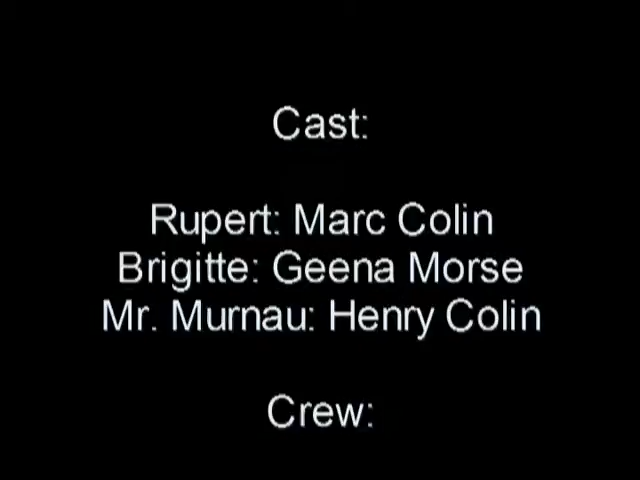 Cast:
Rupert: Marc Colin
Brigitte: Geena Morse
Mr. Murnau: Henry Colin
Crew: